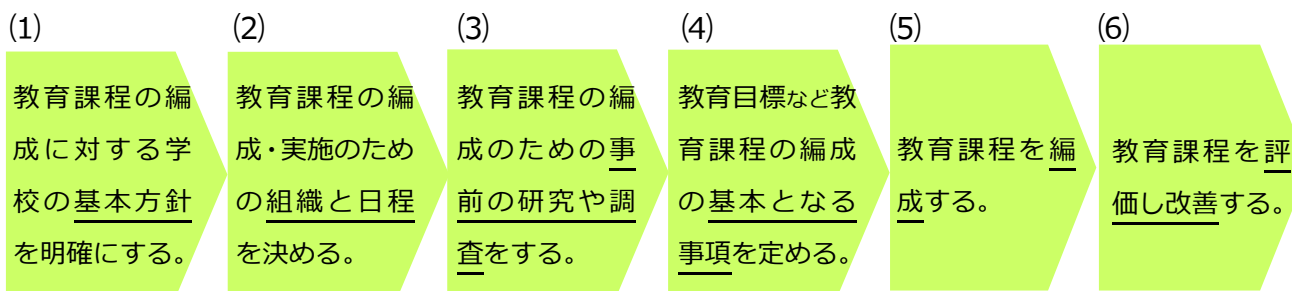 (1)
教育課程の編
成に対する学
校の基本方針
を明確にする。
(2)
教育課程の編
成・実施のため
の組織と日程
を決める。
(3)
教育課程の編
成のための事
前の研究や調
査をする。
(4)
教育目標など教
育課程の編成
の基本となる
事項を定める。
(5)
教育課程を編
成する。
(6)
教育課程を評
価し改善する。